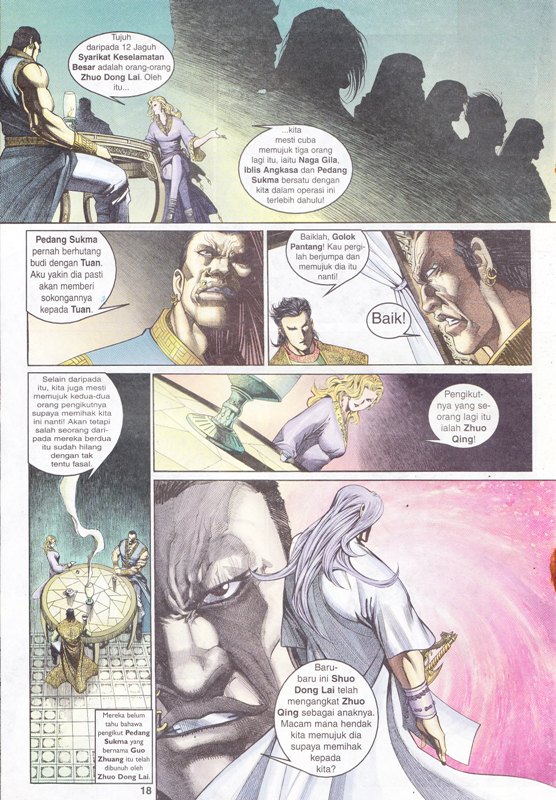 Tujuh
daripada 12 Jaguh
Syarikat Keselamatan
Besar adalah orang-orang
Zhuo Dong Lai. Oleh
itu...
...kita
mesti cuba
memujuk tiga orang
lagi itu, iaitu Naga Gila,
Iblis Angkasa dan Pedang
Sukma bersatu dengan
kita dalam operasi ini
terlebih dahulu!
Pedang Sukma
pernah berhutang
budi dengan Tuan.
Aku yakin dia pasti
akan memberi
sokongannya
kepada Tuan.
Baiklah, Golok
Pantang! Kau pergi-
lah berjumpa dan
memujuk dia itu
nanti!
Baik!
Selain daripada
itu, kita juga mesti
memujuk kedua-dua
orang pengikutnya
supaya memihak kita
ini nanti! Akan tetapi
salah seorang dari-
pada mereka berdua
itu sudah hilang
dengan tak
tentu fasal.
Pengikut-
nya yang se-
orang lagi itu
ialah Zhuo
Qing!
Mereka belum
tahu bahawa
pengikut Pedang
Sukma yang
bernama Guo
Zhuang itu telah
dibunuh oleh
Zhuo Dong Lai.
Baru-
baru ini Shuo
Dong Lai telah
mengangkat Zhuo
Qing sebagai anaknya.
Macam mana hendak
kita memujuk dia
supaya memihak
kepada
kita?
18